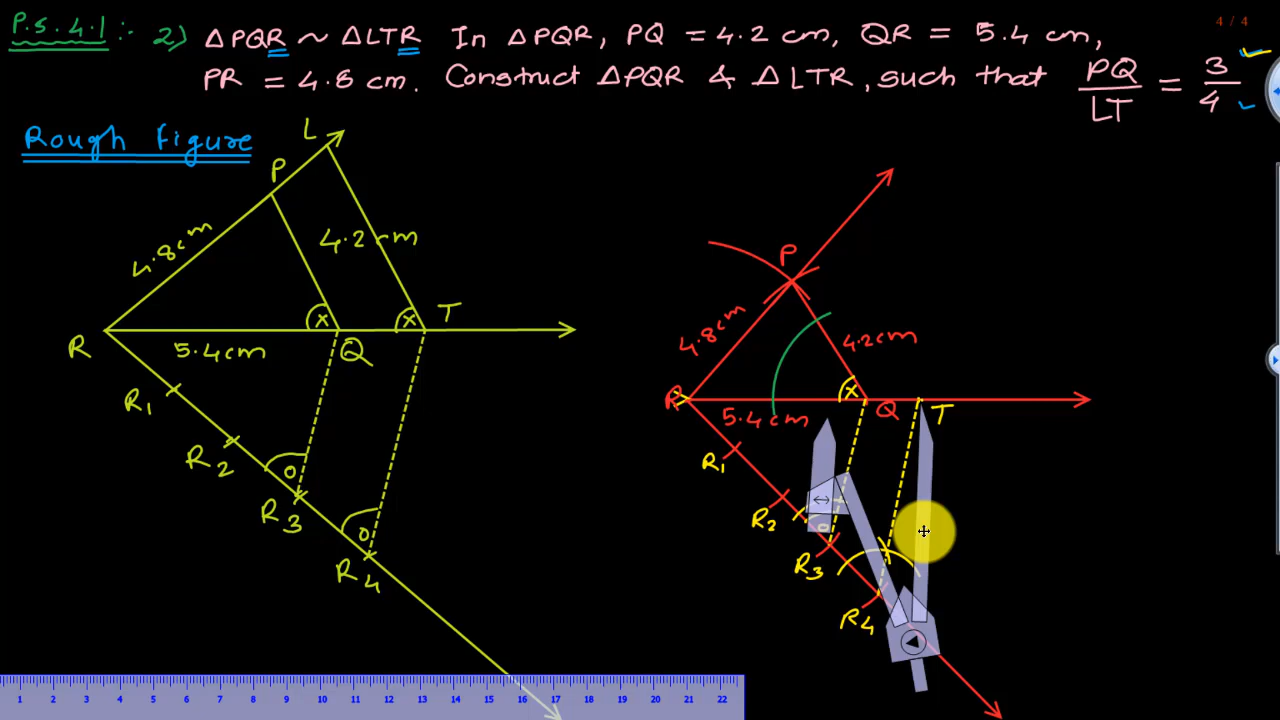 4 / 4
P.S. 4.1 :- 2) ΔPQR ~ ΔLTR In ΔPQR, PQ = 4.2 cm, QR = 5.4 cm,
PR = 4.8 cm. Construct ΔPQR & ΔLTR, such that PQ/LT = 3/4
Rough Figure
L
P
4.8cm
4.2 cm
x
x
T
R
5.4cm
Q
R1
R2
o
R3
o
R4
P
4.8cm
4.2cm
x
R
5.4cm
Q
T
R1
R2
o
R3
R4
1 2 3 4 5 6 7 8 9 10 11 12 13 14 15 16 17 18 19 20 21 22